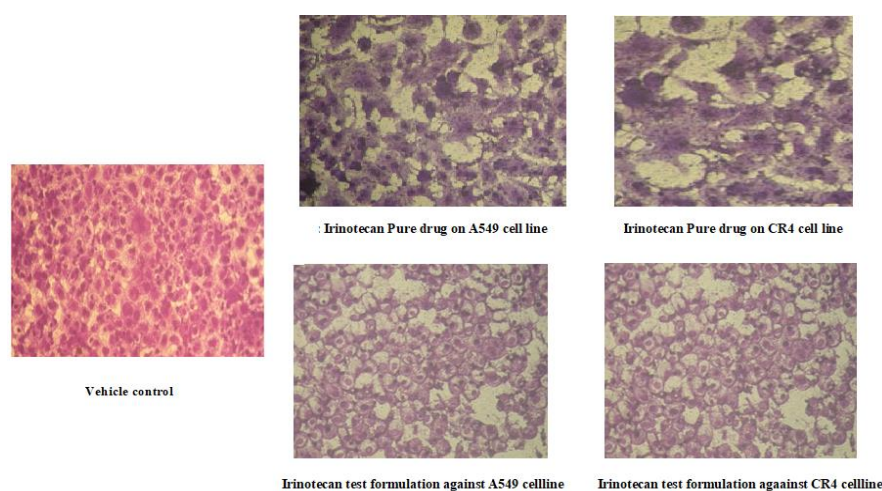 : Irinotecan Pure drug on A549 cell line
Irinotecan Pure drug on CR4 cell line
Vehicle control
Irinotecan test formulation against A549 cellline
Irinotecan test formulation agaainst CR4 cellline